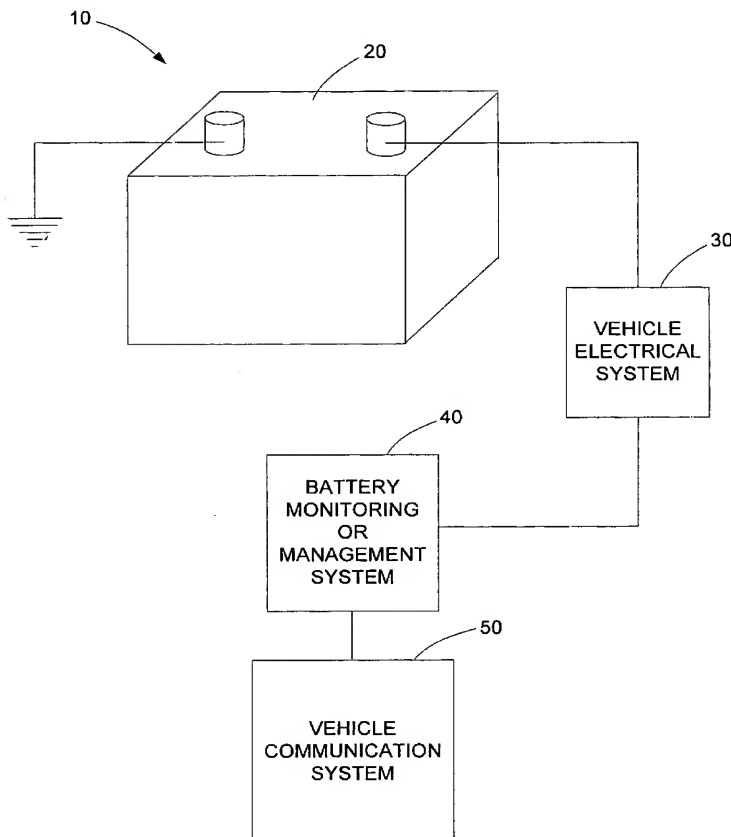 10
20
30
VEHICLE
ELECTRICAL
SYSTEM
40
BATTERY
MONITORING
OR
MANAGEMENT
SYSTEM
50
VEHICLE
COMMUNICATION
SYSTEM